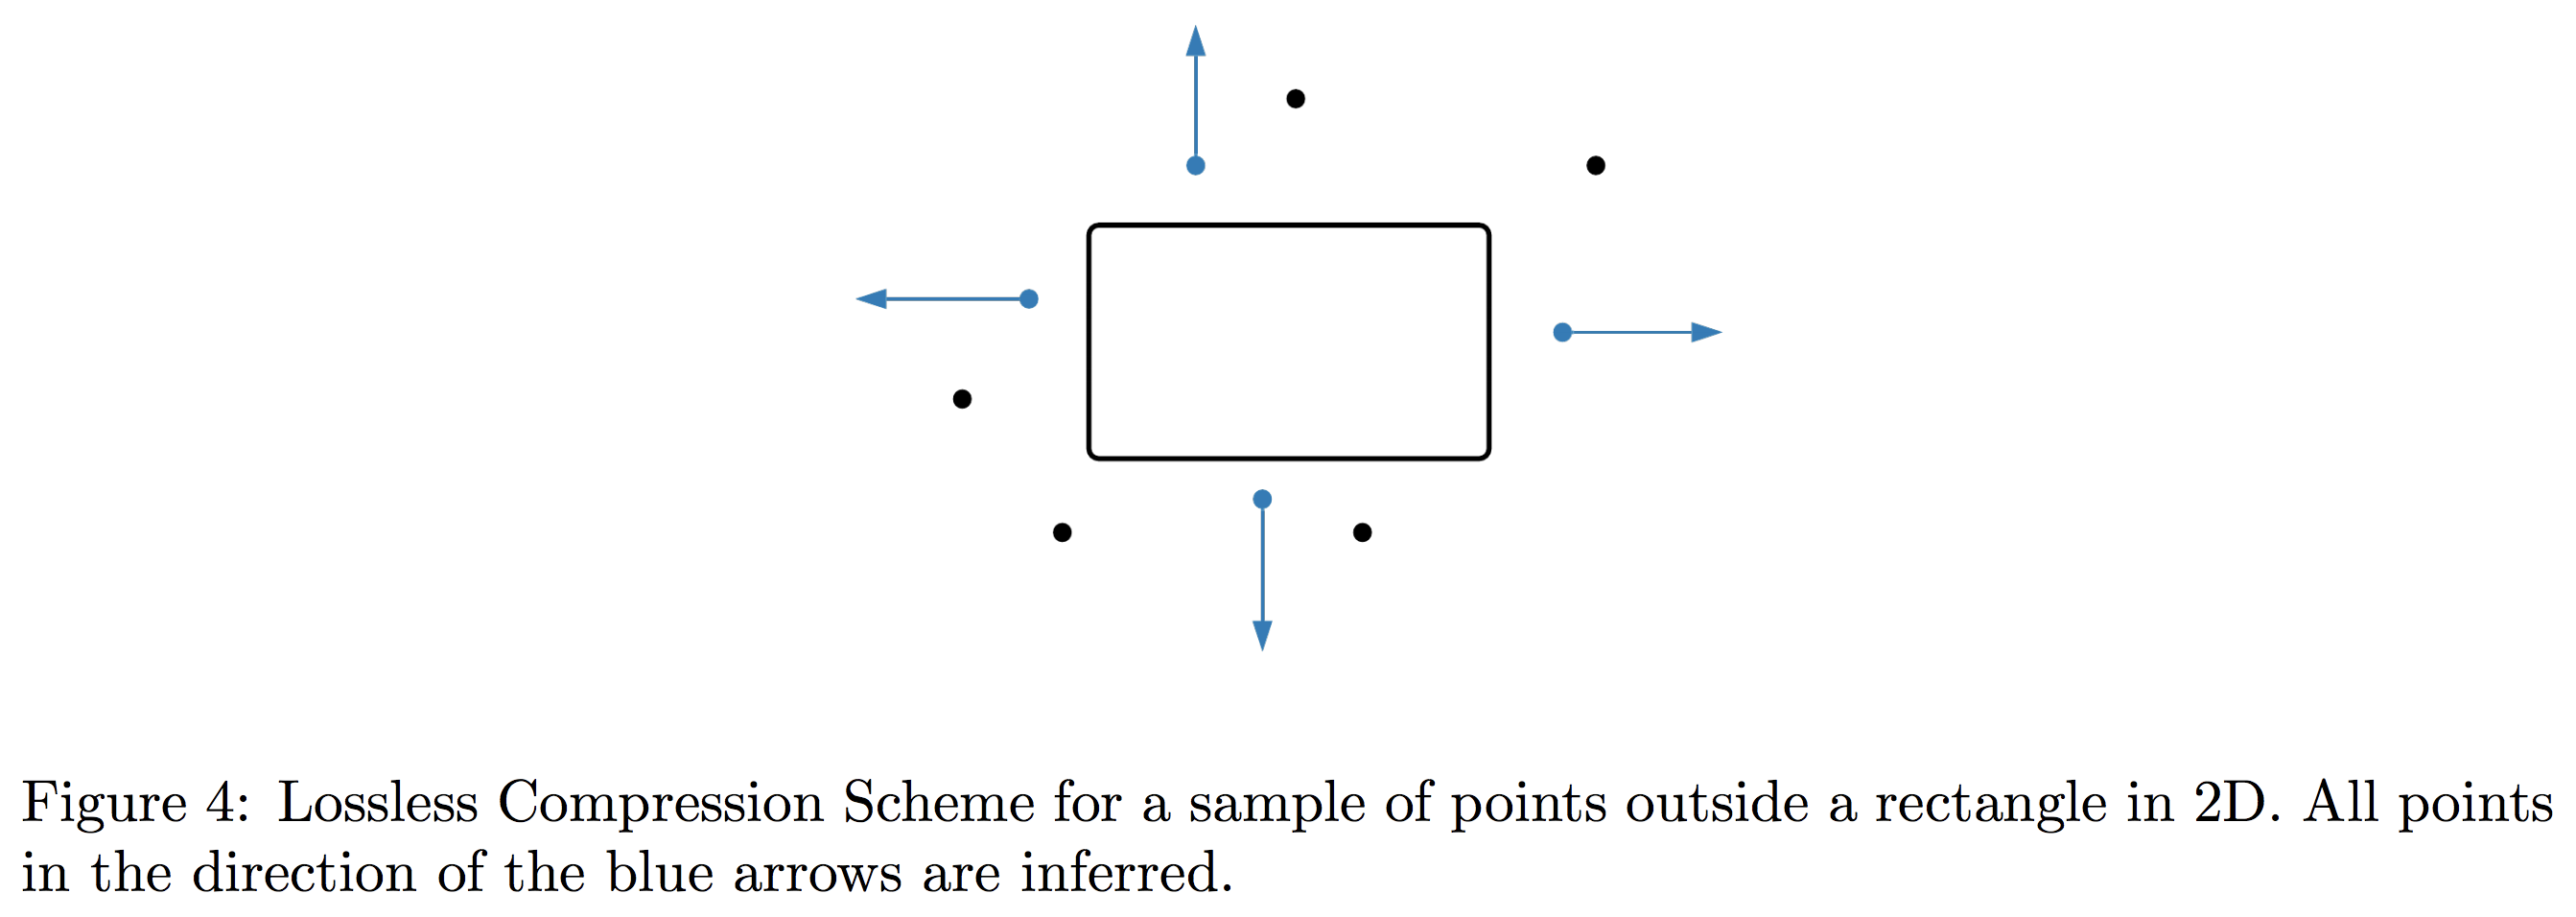 Figure 4: Lossless Compression Scheme for a sample of points outside a rectangle in 2D. All points
in the direction of the blue arrows are inferred.